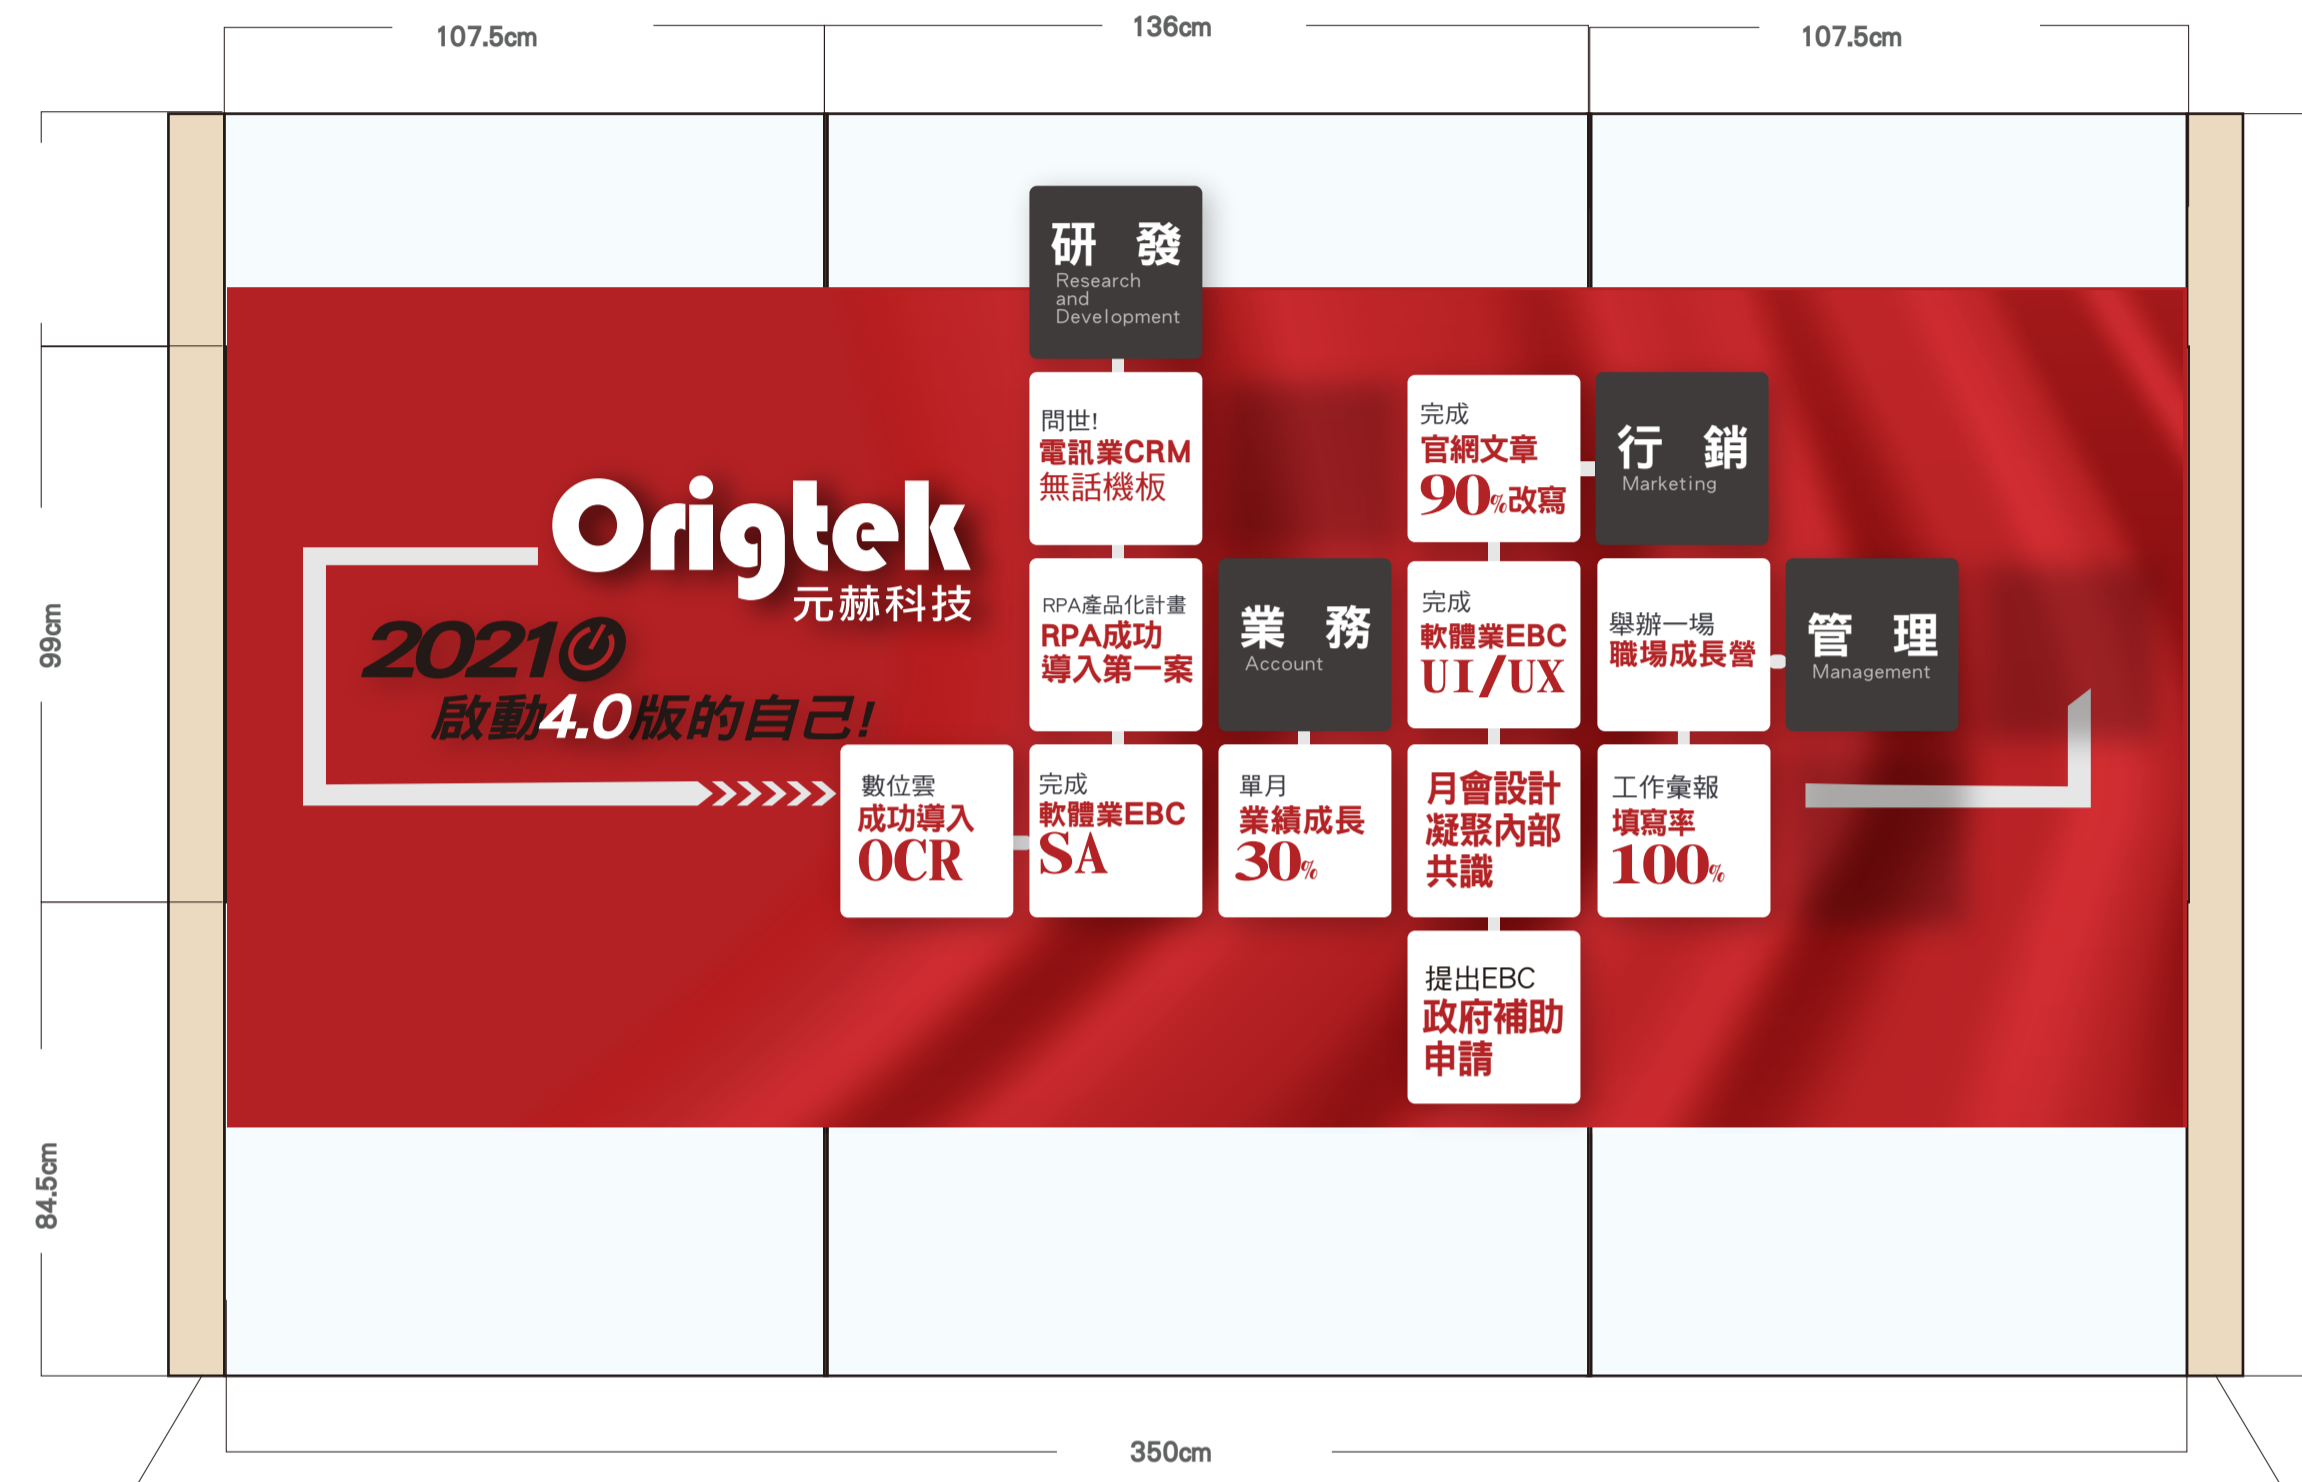 107.5cm
136cm
107.5cm
99cm
84.5cm
350cm
Origtek
元赫科技
2021
啟動4.0版的自己!
研 發
Research
and
Development
問世!
電訊業CRM
無話機板
RPA產品化計畫
RPA成功
導入第一案
完成
軟體業EBC
SA
數位雲
成功導入
OCR
業 務
Account
單月
業績成長
30%
行 銷
Marketing
完成
官網文章
90%改寫
完成
軟體業EBC
UI/UX
月會設計
凝聚內部
共識
提出EBC
政府補助
申請
管 理
Management
舉辦一場
職場成長營
工作彙報
填寫率
100%